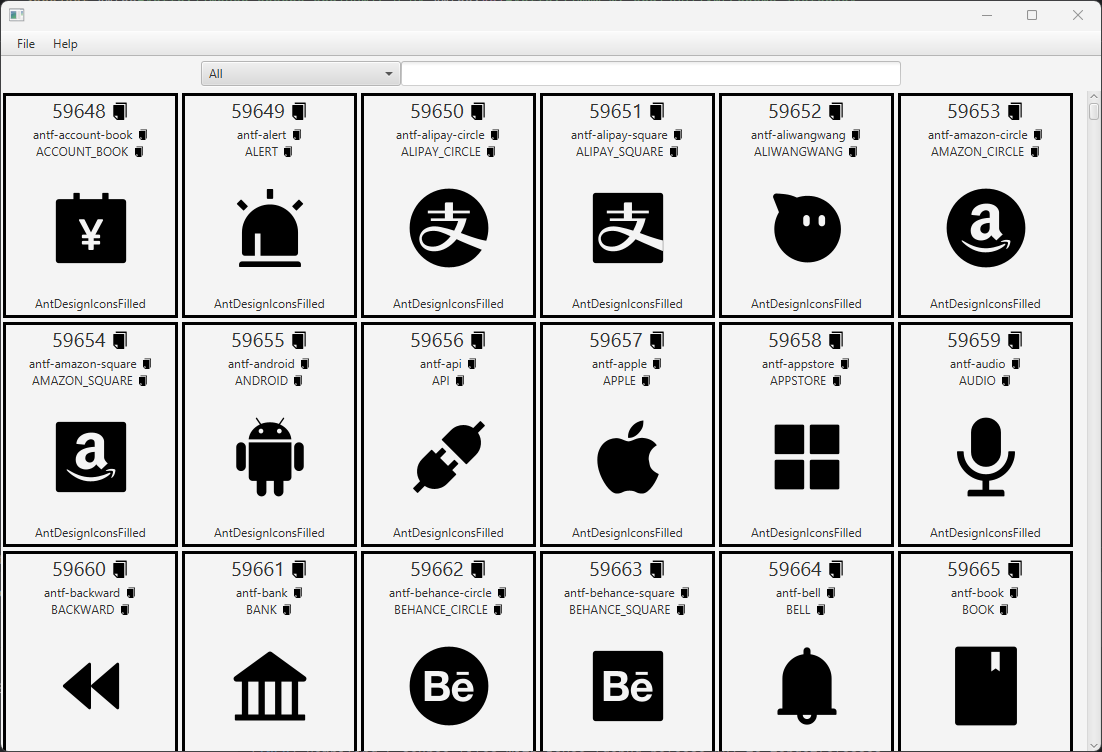 File Help
All
59648 59649 59650 59651 59652 59653
antf-account-book antf-alert antf-alipay-circle antf-alipay-square antf-aliwangwang antf-amazon-circle
ACCOUNT_BOOK ALERT ALIPAY_CIRCLE ALIPAY_SQUARE ALIWANGWANG AMAZON_CIRCLE
¥ 支 支 a
AntDesignIconsFilled AntDesignIconsFilled AntDesignIconsFilled AntDesignIconsFilled AntDesignIconsFilled AntDesignIconsFilled
59654 59655 59656 59657 59658 59659
antf-amazon-square antf-android antf-api antf-apple antf-appstore antf-audio
AMAZON_SQUARE ANDROID API APPLE APPSTORE AUDIO
a
AntDesignIconsFilled AntDesignIconsFilled AntDesignIconsFilled AntDesignIconsFilled AntDesignIconsFilled AntDesignIconsFilled
59660 59661 59662 59663 59664 59665
antf-backward antf-bank antf-behance-circle antf-behance-square antf-bell antf-book
BACKWARD BANK BEHANCE_CIRCLE BEHANCE_SQUARE BELL BOOK
Bē Bē